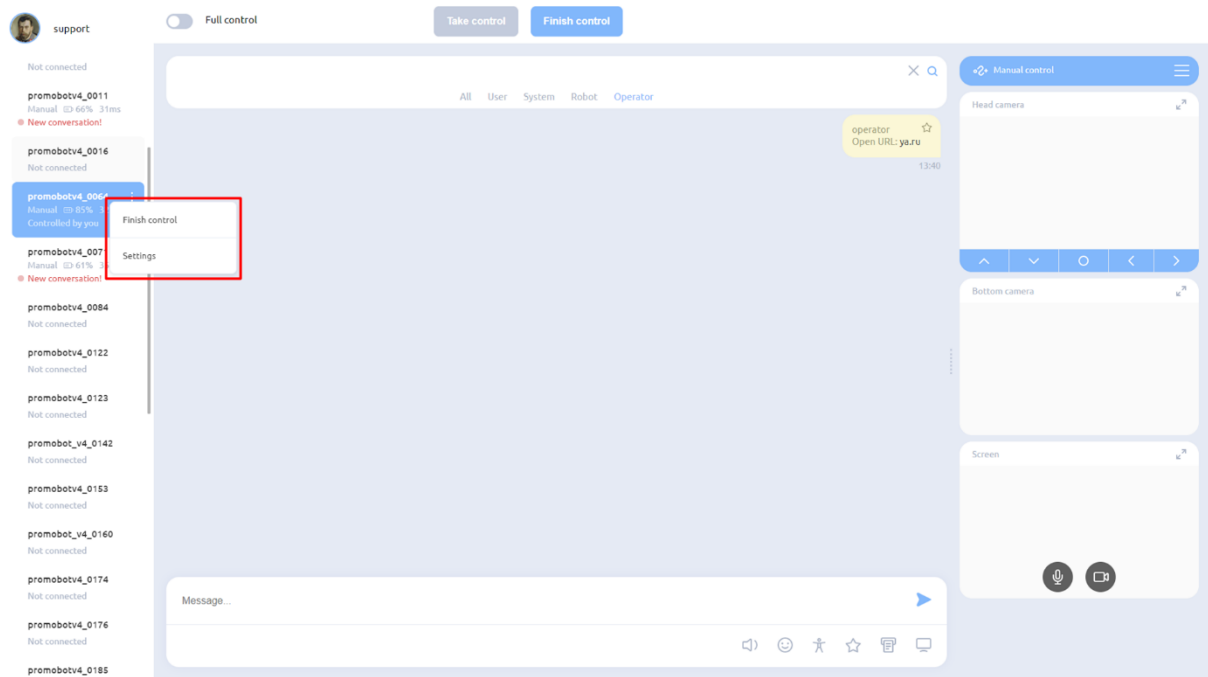 support
Full control
Take control
Finish control
Not connected
promobotv4_0011
Manual 66% 31ms
New conversation!
promobotv4_0016
Not connected
promobotv4_0064
Manual 85%
Controlled by you
Finish control
Settings
promobotv4_007
Manual 61%
New conversation!
promobotv4_0084
Not connected
promobotv4_0122
Not connected
promobotv4_0123
Not connected
promobot_v4_0142
Not connected
promobotv4_0153
Not connected
promobot_v4_0160
Not connected
promobotv4_0174
Not connected
promobotv4_0176
Not connected
promobotv4_0185
All User System Robot Operator
operator
Open URL: ya.ru
13:40
Message...
Manual control
Head camera
Bottom camera
Screen